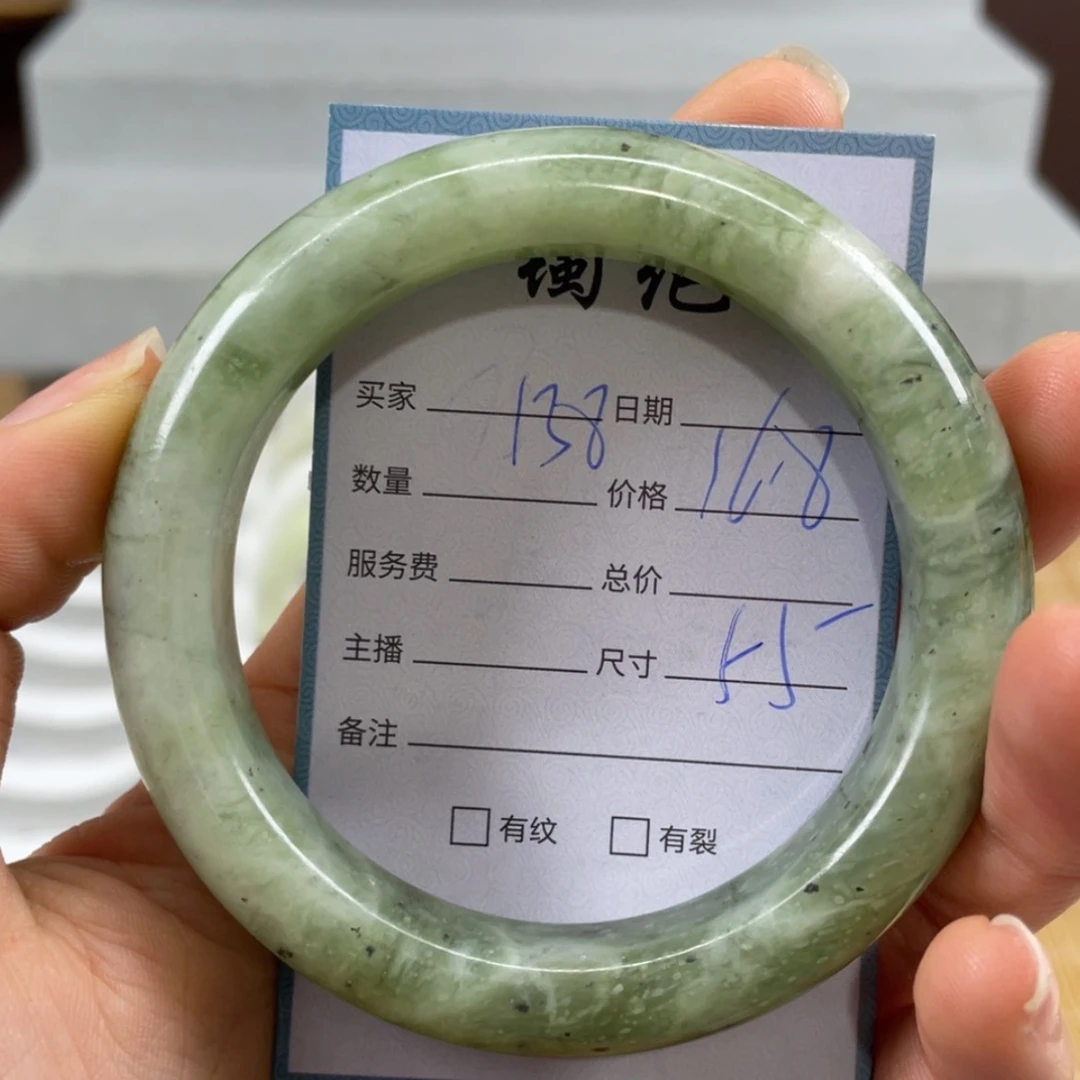 买家 138 日期
数量 价格 168
服务费 总价
主播 尺寸 55
备注
□ 有纹 □ 有裂